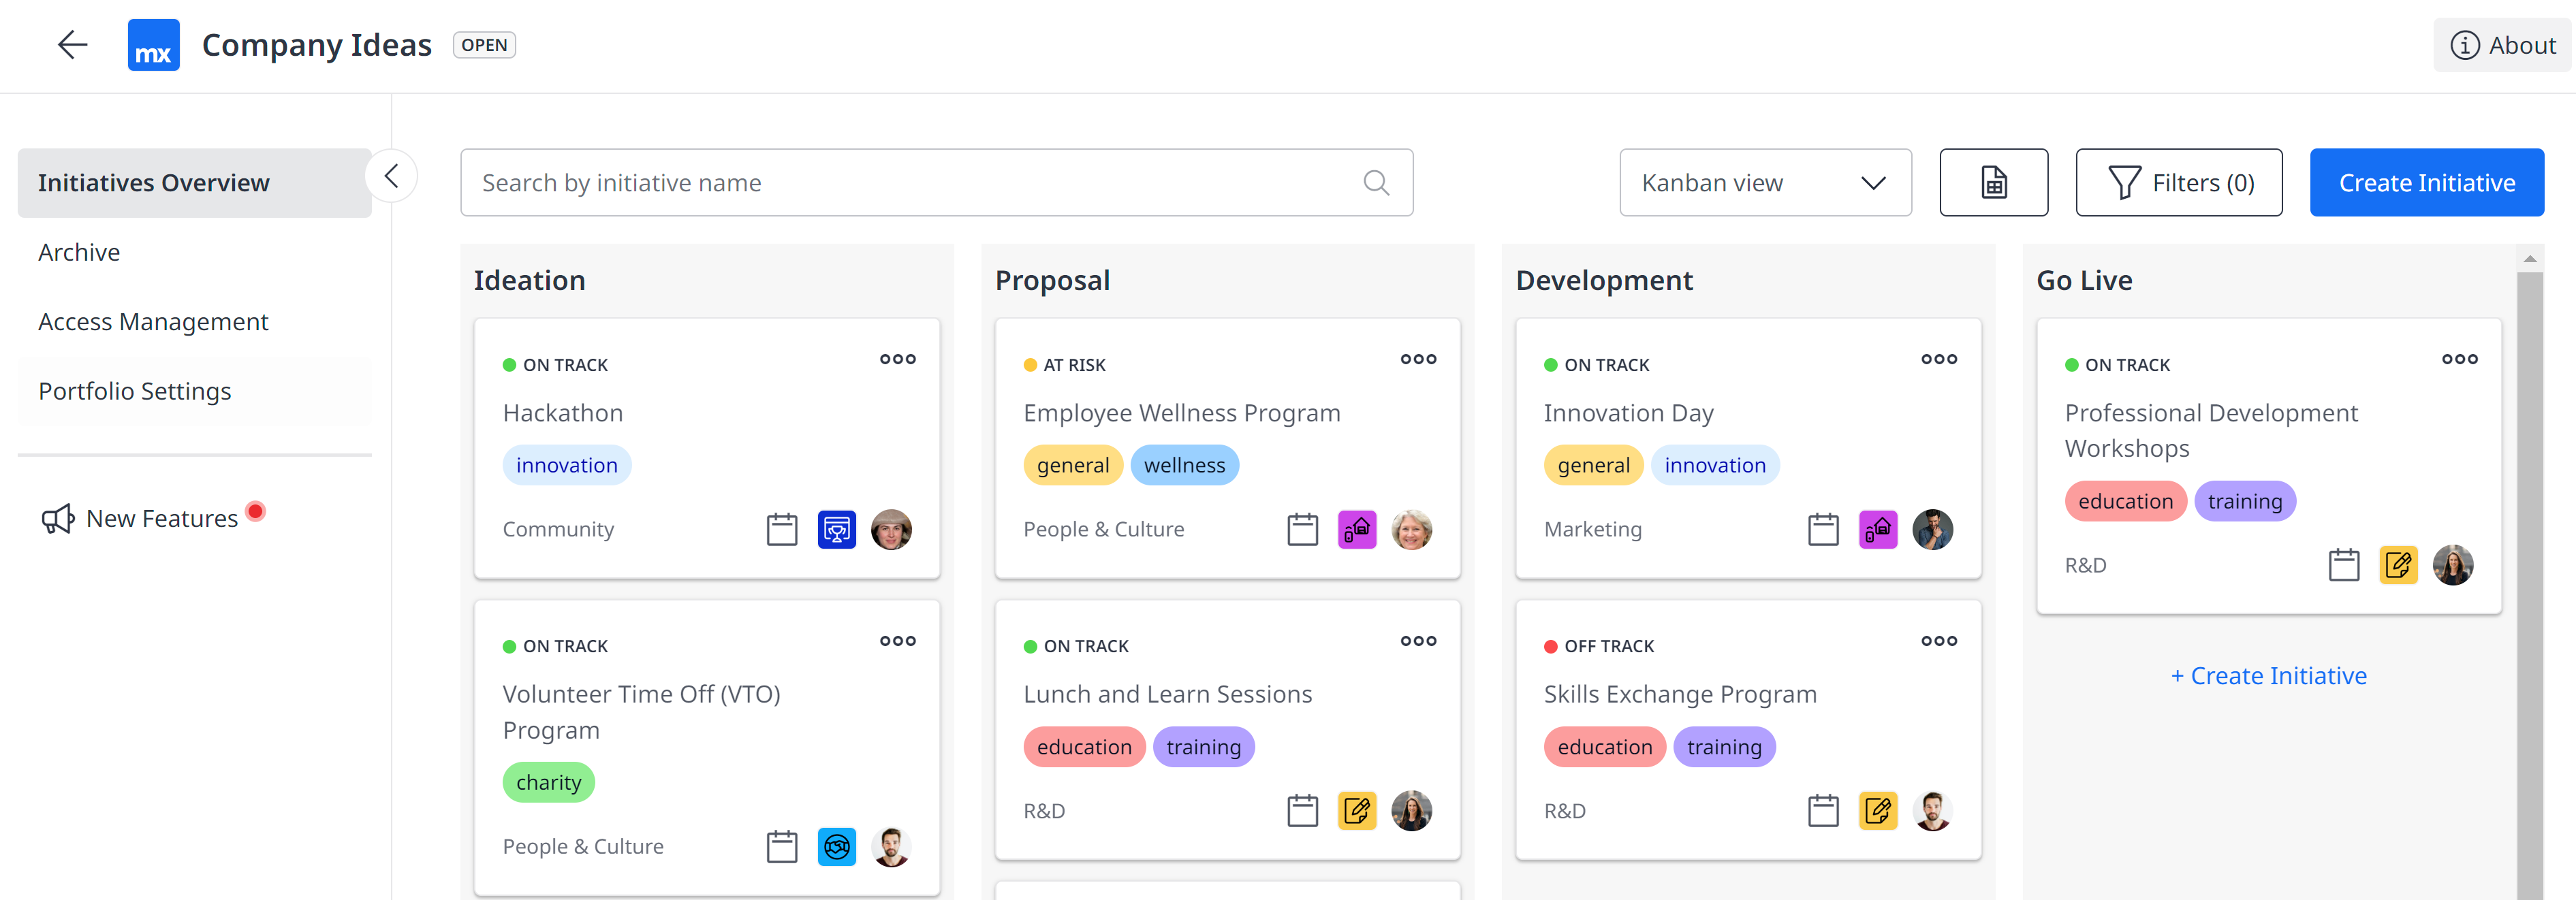 mx
Company Ideas
OPEN
About
Initiatives Overview
Archive
Access Management
Portfolio Settings
New Features
Search by initiative name
Kanban view
Filters (0)
Create Initiative
Ideation
ON TRACK
Hackathon
innovation
Community
ON TRACK
Volunteer Time Off (VTO)
Program
charity
People & Culture
Proposal
AT RISK
Employee Wellness Program
general wellness
People & Culture
ON TRACK
Lunch and Learn Sessions
education training
R&D
Development
ON TRACK
Innovation Day
general innovation
Marketing
OFF TRACK
Skills Exchange Program
education training
R&D
Go Live
ON TRACK
Professional Development
Workshops
education training
R&D
+ Create Initiative